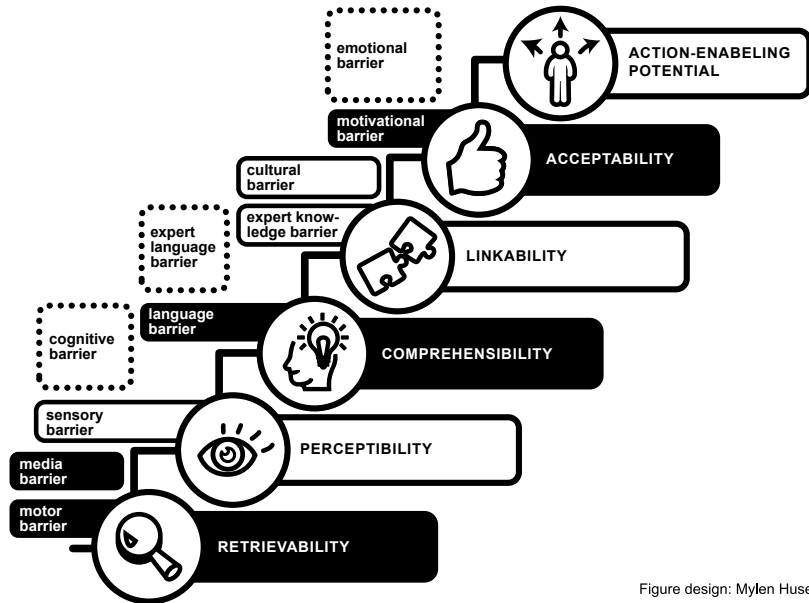 emotional
barrier
ACTION-ENABELING
POTENTIAL
motivational
barrier
ACCEPTABILITY
cultural
barrier
expert know-
ledge barrier
LINKABILITY
expert
language
barrier
language
barrier
COMPREHENSIBILITY
cognitive
barrier
sensory
barrier
PERCEPTIBILITY
media
barrier
motor
barrier
RETRIEVABILITY
Figure design: Mylen Huse